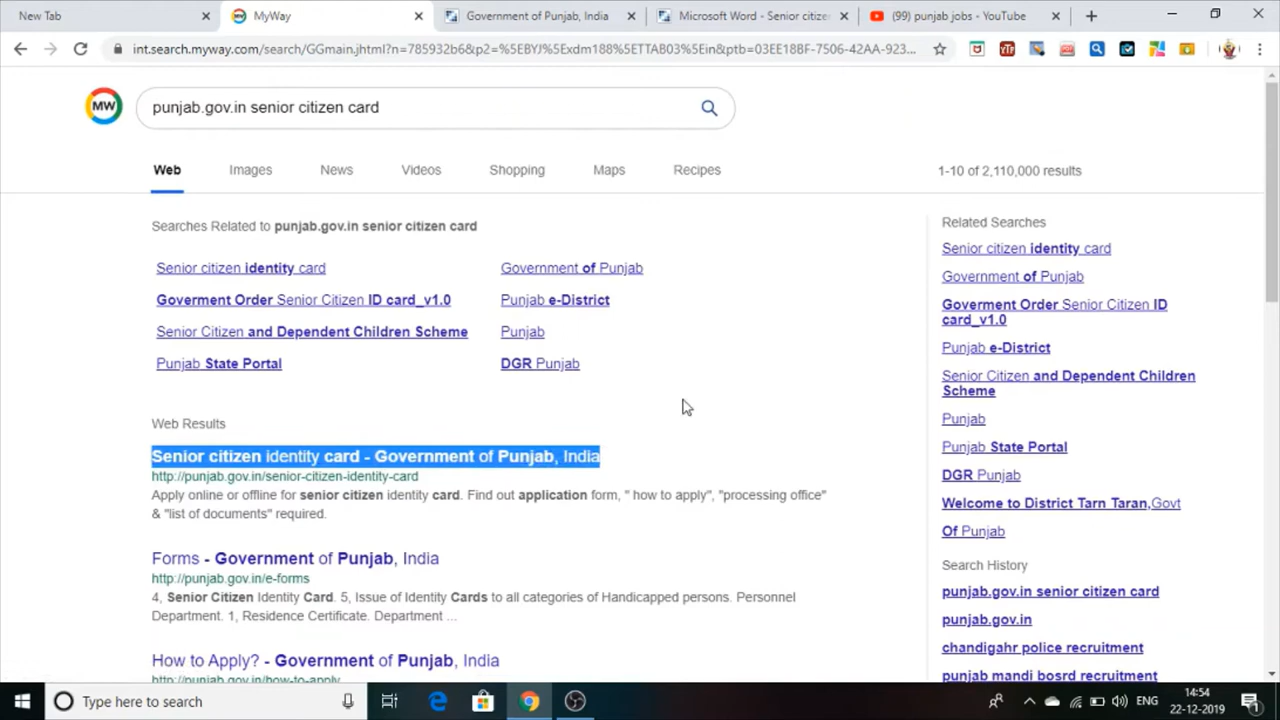 New Tab
MyWay
Government of Punjab, India
Microsoft Word - Senior citize
(99) punjab jobs - YouTube
int.search.myway.com/search/GGmain.jhtml?n=785932b6&p2=%5EBYJ%5Exdm188%5ETTAB03%5Ein&ptb=03EE18BF-7506-42AA-923...
MW
punjab.gov.in senior citizen card
Web
Images
News
Videos
Shopping
Maps
Recipes
1-10 of 2,110,000 results
Searches Related to punjab.gov.in senior citizen card
Senior citizen identity card
Government of Punjab
Goverment Order Senior Citizen ID card_v1.0
Punjab e-District
Senior Citizen and Dependent Children Scheme
Punjab
Punjab State Portal
DGR Punjab
Web Results
Senior citizen identity card - Government of Punjab, India
http://punjab.gov.in/senior-citizen-identity-card
Apply online or offline for senior citizen identity card. Find out application form, " how to apply", "processing office"
& "list of documents" required.
Forms - Government of Punjab, India
http://punjab.gov.in/e-forms
4, Senior Citizen Identity Card. 5, Issue of Identity Cards to all categories of Handicapped persons. Personnel
Department. 1, Residence Certificate. Department ...
How to Apply? - Government of Punjab, India
http://punjab.gov.in/how-to-apply
Related Searches
Senior citizen identity card
Government of Punjab
Goverment Order Senior Citizen ID
card_v1.0
Punjab e-District
Senior Citizen and Dependent Children
Scheme
Punjab
Punjab State Portal
DGR Punjab
Welcome to District Tarn Taran,Govt
Of Punjab
Search History
punjab.gov.in senior citizen card
punjab.gov.in
chandigarh police recruitment
punjab mandi bosrd recruitment
Type here to search
ENG
14:54
22-12-2019